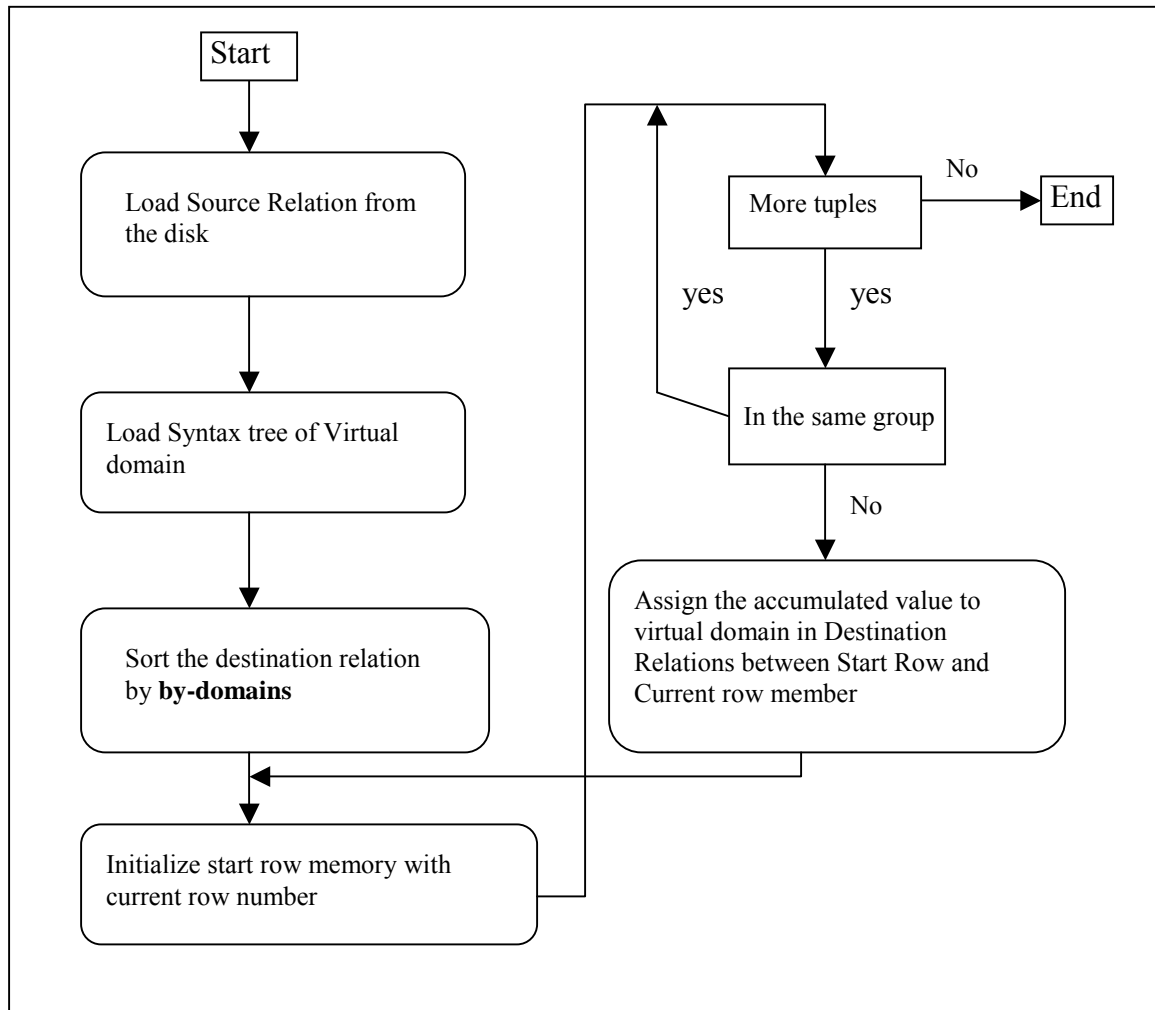 Start
Load Source Relation from
the disk
Load Syntax tree of Virtual
domain
Sort the destination relation
by by-domains
Initialize start row memory with
current row number
More tuples
No
End
yes
yes
In the same group
No
Assign the accumulated value to
virtual domain in Destination
Relations between Start Row and
Current row member